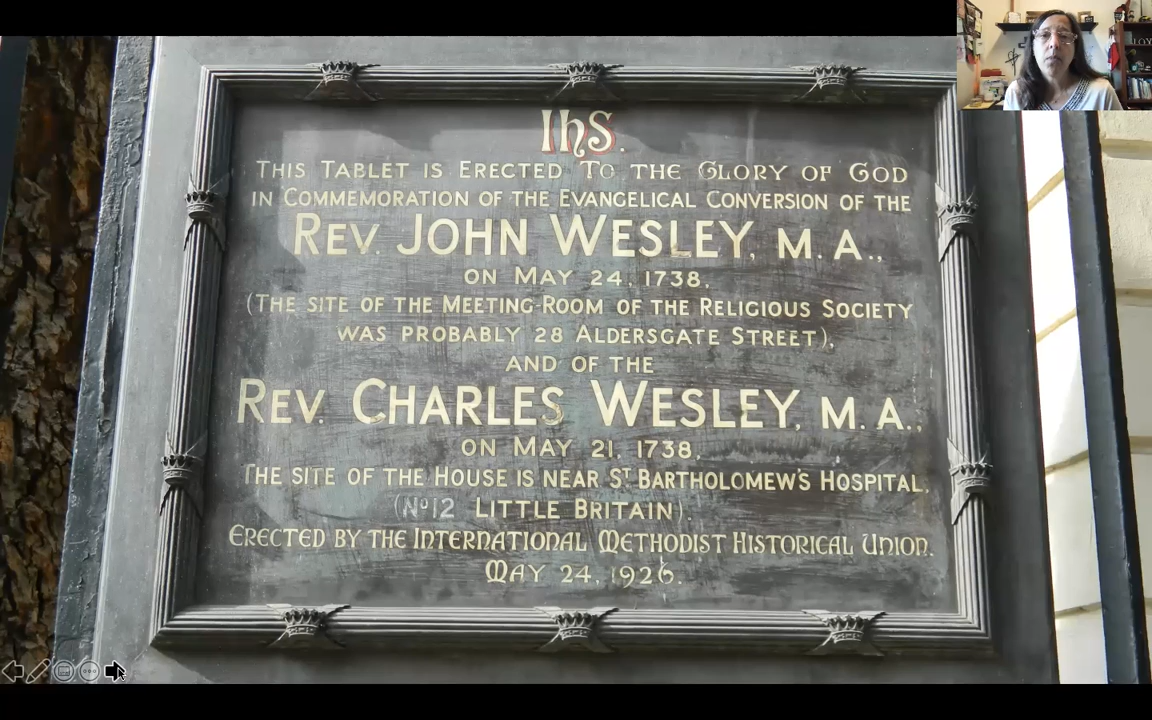 IhS.
THIS TABLET IS ERECTED TO THE GLORY OF GOD
IN COMMEMORATION OF THE EVANGELICAL CONVERSION OF THE
REV. JOHN WESLEY, M.A.,
ON MAY 24, 1738.
(THE SITE OF THE MEETING-ROOM OF THE RELIGIOUS SOCIETY
WAS PROBABLY 28 ALDERSGATE STREET),
AND OF THE
REV. CHARLES WESLEY, M.A.,
ON MAY 21, 1738.
THE SITE OF THE HOUSE IS NEAR ST BARTHOLOMEW'S HOSPITAL,
(No 12 LITTLE BRITAIN).
ERECTED BY THE INTERNATIONAL METHODIST HISTORICAL UNION.
MAY 24, 1926.